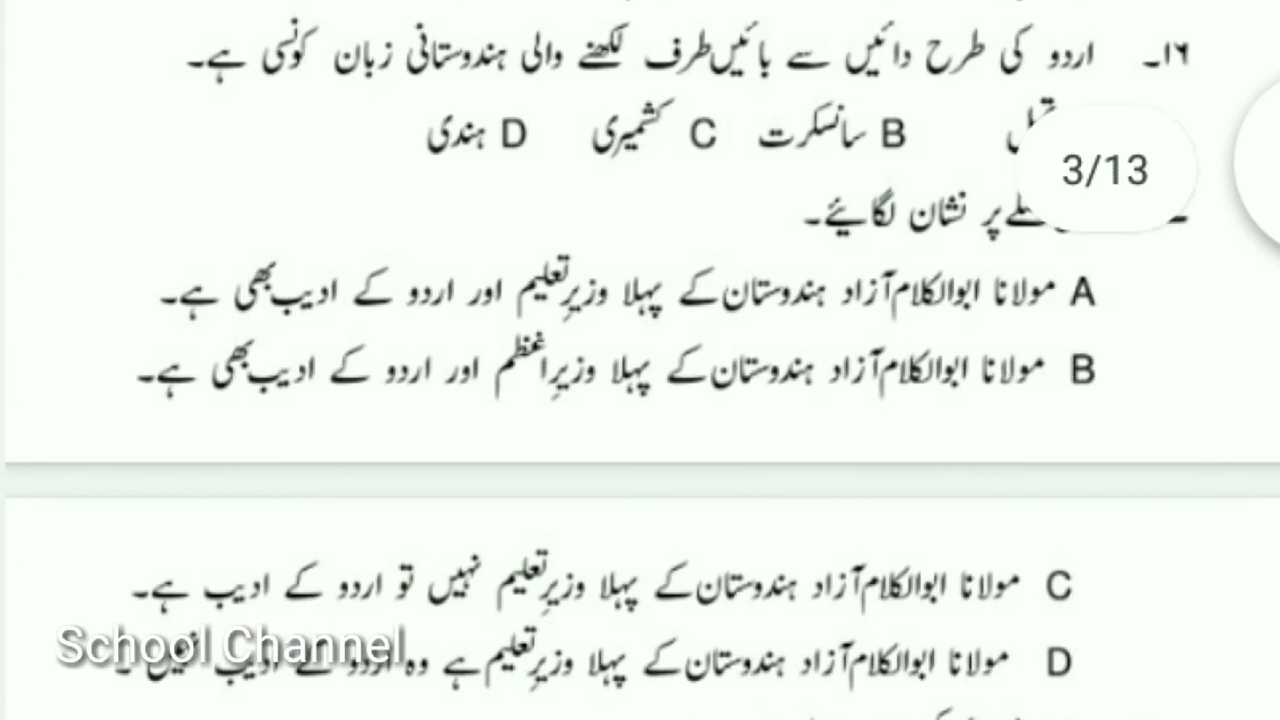 ۱۶۔ اردو کی طرح دائیں سے بائیں طرف لکھنے والی ہندوستانی زبان کونسی ہے۔
B سانسکرت C کشمیری D ہندی
3/13
پر نشان لگائیے۔
A مولانا ابوالکلام آزاد ہندوستان کے پہلا وزیرِ تعلیم اور اردو کے ادیب بھی ہے۔
B مولانا ابوالکلام آزاد ہندوستان کے پہلا وزیرِ اعظم اور اردو کے ادیب بھی ہے۔
C مولانا ابوالکلام آزاد ہندوستان کے پہلا وزیرِ تعلیم نہیں تو اردو کے ادیب ہے۔
D مولانا ابوالکلام آزاد ہندوستان کے پہلا وزیرِ تعلیم ہے وہ اردو کے ادیب نہیں ۔
School Channel